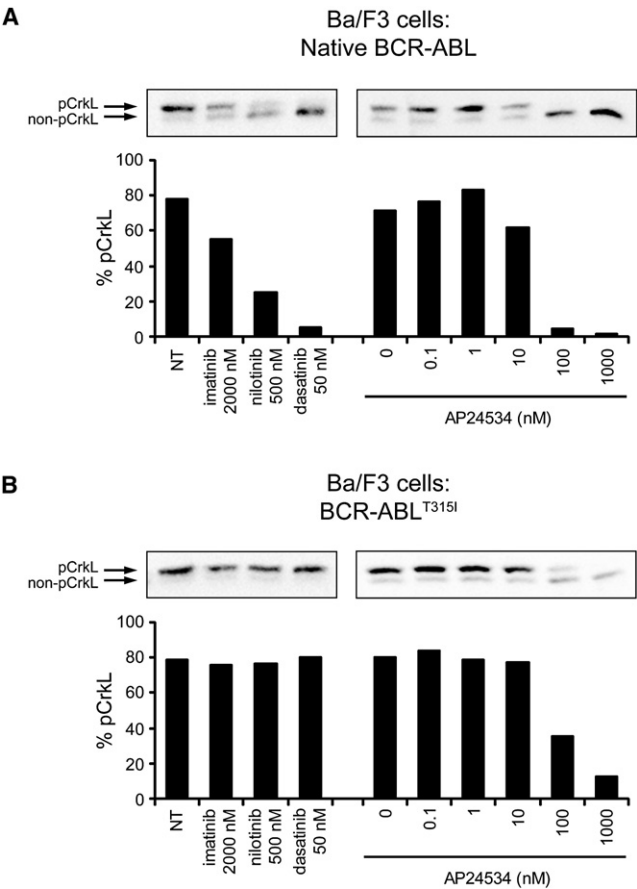 A
Ba/F3 cells:
Native BCR-ABL
pCrkL
non-pCrkL
% pCrkL
100
80
60
40
20
0
NT
imatinib
2000 nM
nilotinib
500 nM
dasatinib
50 nM
0
0.1
1
10
100
1000
AP24534 (nM)
B
Ba/F3 cells:
BCR-ABLT315I
pCrkL
non-pCrkL
% pCrkL
100
80
60
40
20
0
NT
imatinib
2000 nM
nilotinib
500 nM
dasatinib
50 nM
0
0.1
1
10
100
1000
AP24534 (nM)